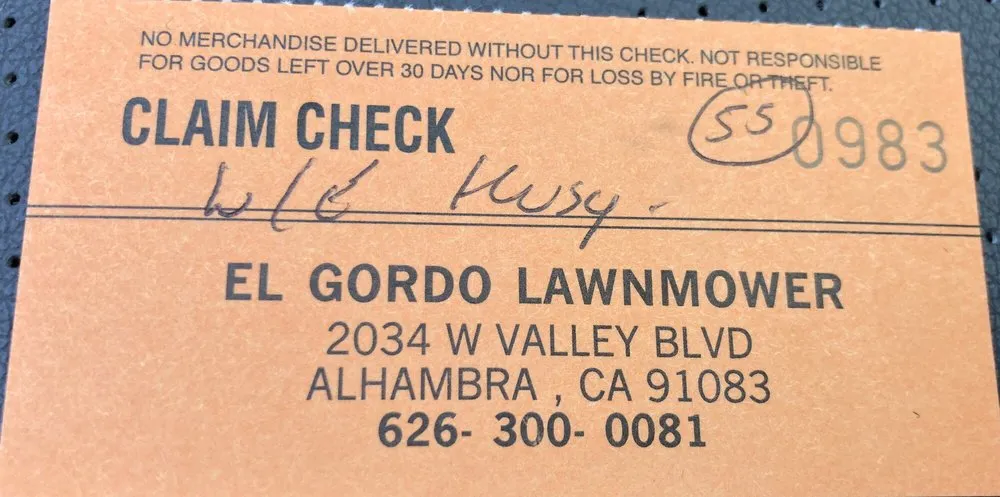 NO MERCHANDISE DELIVERED WITHOUT THIS CHECK. NOT RESPONSIBLE
FOR GOODS LEFT OVER 30 DAYS NOR FOR LOSS BY FIRE OR THEFT.
CLAIM CHECK 55 0983
W/E Husq.
EL GORDO LAWNMOWER
2034 W VALLEY BLVD
ALHAMBRA , CA 91083
626- 300- 0081